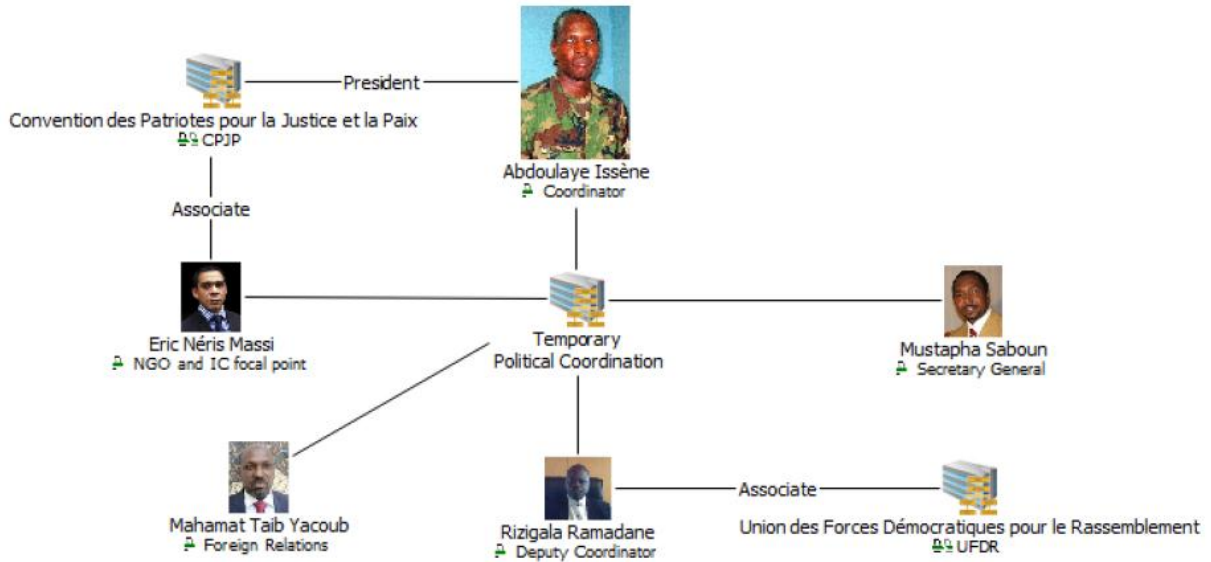 President
Convention des Patriotes pour la Justice et la Paix
CPJP
Abdoulaye Issène
Coordinator
Associate
Eric Néris Massi
NGO and IC focal point
Temporary
Political Coordination
Mustapha Saboun
Secretary General
Mahamat Taib Yacoub
Foreign Relations
Rizigala Ramadane
Deputy Coordinator
Associate
Union des Forces Démocratiques pour le Rassemblement
UFDR